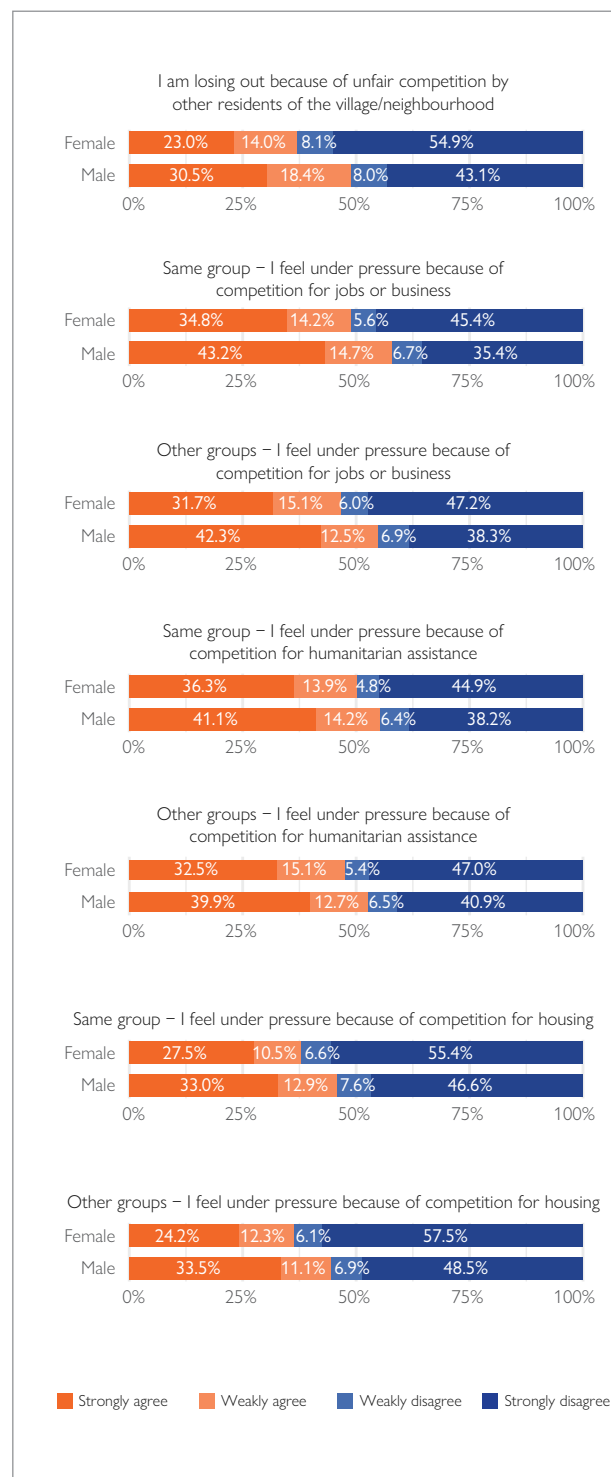 I am losing out because of unfair competition by
other residents of the village/neighbourhood
Female 23.0% 14.0% 8.1% 54.9%
Male 30.5% 18.4% 8.0% 43.1%
0% 25% 50% 75% 100%
Same group – I feel under pressure because of
competition for jobs or business
Female 34.8% 14.2% 5.6% 45.4%
Male 43.2% 14.7% 6.7% 35.4%
0% 25% 50% 75% 100%
Other groups – I feel under pressure because of
competition for jobs or business
Female 31.7% 15.1% 6.0% 47.2%
Male 42.3% 12.5% 6.9% 38.3%
0% 25% 50% 75% 100%
Same group – I feel under pressure because of
competition for humanitarian assistance
Female 36.3% 13.9% 4.8% 44.9%
Male 41.1% 14.2% 6.4% 38.2%
0% 25% 50% 75% 100%
Other groups – I feel under pressure because of
competition for humanitarian assistance
Female 32.5% 15.1% 5.4% 47.0%
Male 39.9% 12.7% 6.5% 40.9%
0% 25% 50% 75% 100%
Same group – I feel under pressure because of competition for housing
Female 27.5% 10.5% 6.6% 55.4%
Male 33.0% 12.9% 7.6% 46.6%
0% 25% 50% 75% 100%
Other groups – I feel under pressure because of competition for housing
Female 24.2% 12.3% 6.1% 57.5%
Male 33.5% 11.1% 6.9% 48.5%
0% 25% 50% 75% 100%
Strongly agree Weakly agree Weakly disagree Strongly disagree